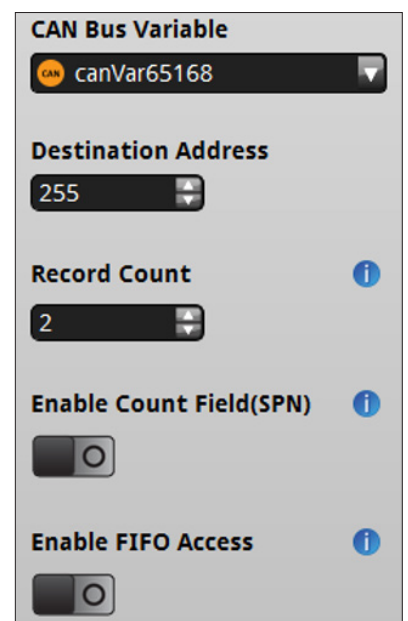 CAN Bus Variable
CAN canVar65168
Destination Address
255
Record Count
i
2
Enable Count Field(SPN)
i
Enable FIFO Access
i